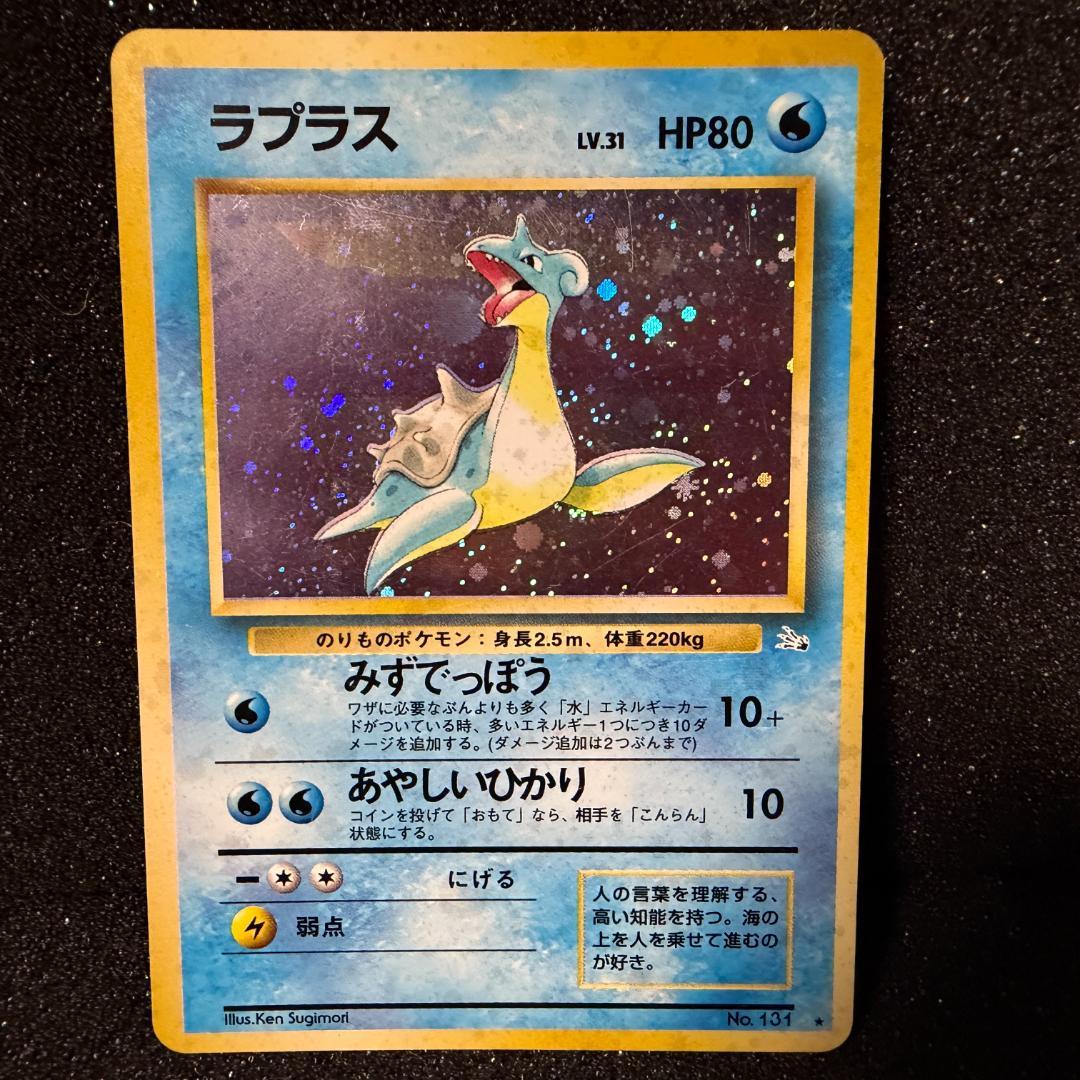 ラプラス LV.31 HP80
のりものポケモン：身長2.5m、体重220kg
みずでっぽう
ワザに必要なぶんよりも多く「水」エネルギーカー
ドがついている時、多いエネルギー1つにつき10ダ
メージを追加する。(ダメージ追加は2つぶんまで)
10+
あやしいひかり
コインを投げて「おもて」なら、相手を「こんらん」
状態にする。
10
にげる
弱点
人の言葉を理解する、
高い知能を持つ。海の
上を人を乗せて進むの
が好き。
Illus.Ken Sugimori No. 131 ★